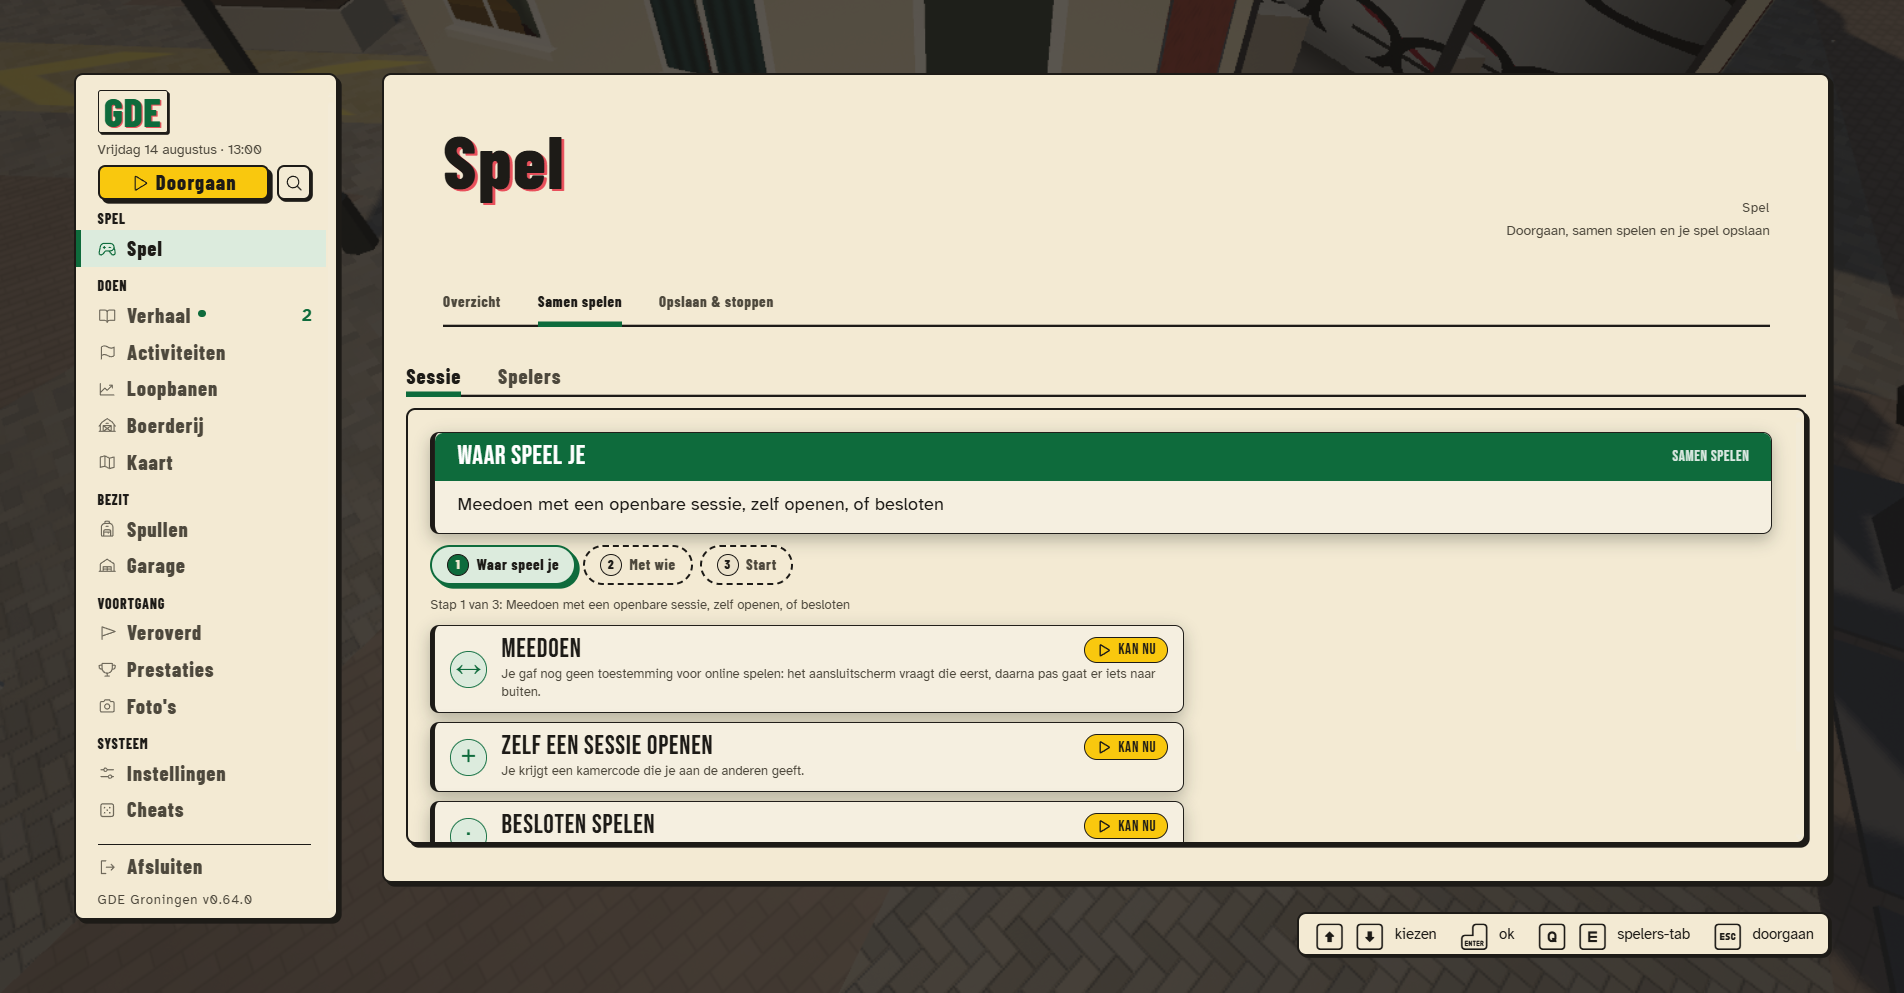 GDE
Vrijdag 14 augustus · 13:00
Doorgaan
SPEL
Spel
DOEN
Verhaal 2
Activiteiten
Loopbanen
Boerderij
Kaart
BEZIT
Spullen
Garage
VOORTGANG
Veroverd
Prestaties
Foto's
SYSTEEM
Instellingen
Cheats
Afsluiten
GDE Groningen v0.64.0
Spel
Spel
Doorgaan, samen spelen en je spel opslaan
Overzicht Samen spelen Opslaan & stoppen
Sessie Spelers
WAAR SPEEL JE SAMEN SPELEN
Meedoen met een openbare sessie, zelf openen, of besloten
1 Waar speel je 2 Met wie 3 Start
Stap 1 van 3: Meedoen met een openbare sessie, zelf openen, of besloten
MEEDOEN KAN NU
Je gaf nog geen toestemming voor online spelen: het aansluitscherm vraagt die eerst, daarna pas gaat er iets naar
buiten.
ZELF EEN SESSIE OPENEN KAN NU
Je krijgt een kamercode die je aan de anderen geeft.
BESLOTEN SPELEN KAN NU
kiezen ENTER ok Q E spelers-tab ESC doorgaan